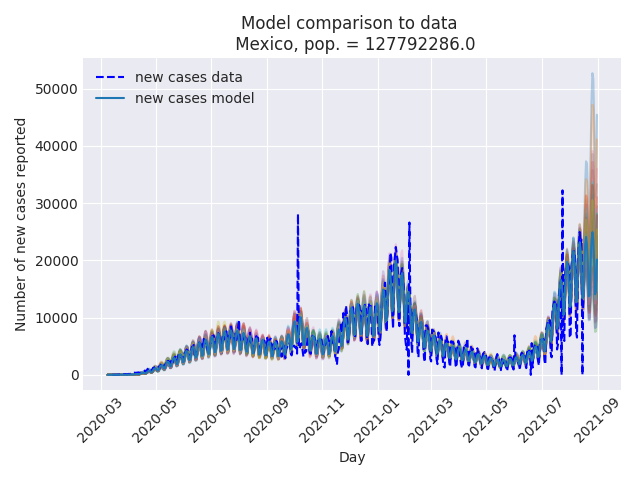 Model comparison to data
Mexico, pop. = 127792286.0
new cases data
new cases model
Number of new cases reported
50000
40000
30000
20000
10000
0
2020-03
2020-05
2020-07
2020-09
2020-11
2021-01
2021-03
2021-05
2021-07
2021-09
Day